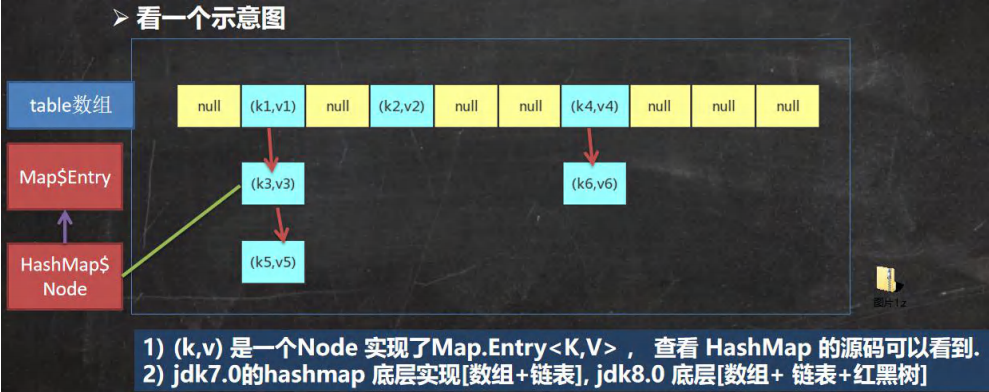 ➢ 看一个示意图
table数组
null (k1,v1) null (k2,v2) null null (k4,v4) null null null
Map$Entry
(k3,v3) (k6,v6)
HashMap$
Node
(k5,v5)
图片1.z
1) (k,v) 是一个Node 实现了Map.Entry<K,V> ， 查看 HashMap 的源码可以看到.
2) jdk7.0的hashmap 底层实现[数组+链表], jdk8.0 底层[数组+ 链表+红黑树]